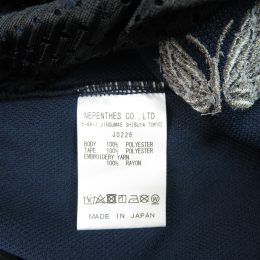 NEPENTHES CO.,LTD
JINGUMAE SHIBUYA TOKYO
J0226
BODY 100% POLYESTER
TAPE 100% POLYESTER
EMBROIDERY YARN
100% RAYON
MADE IN JAPAN